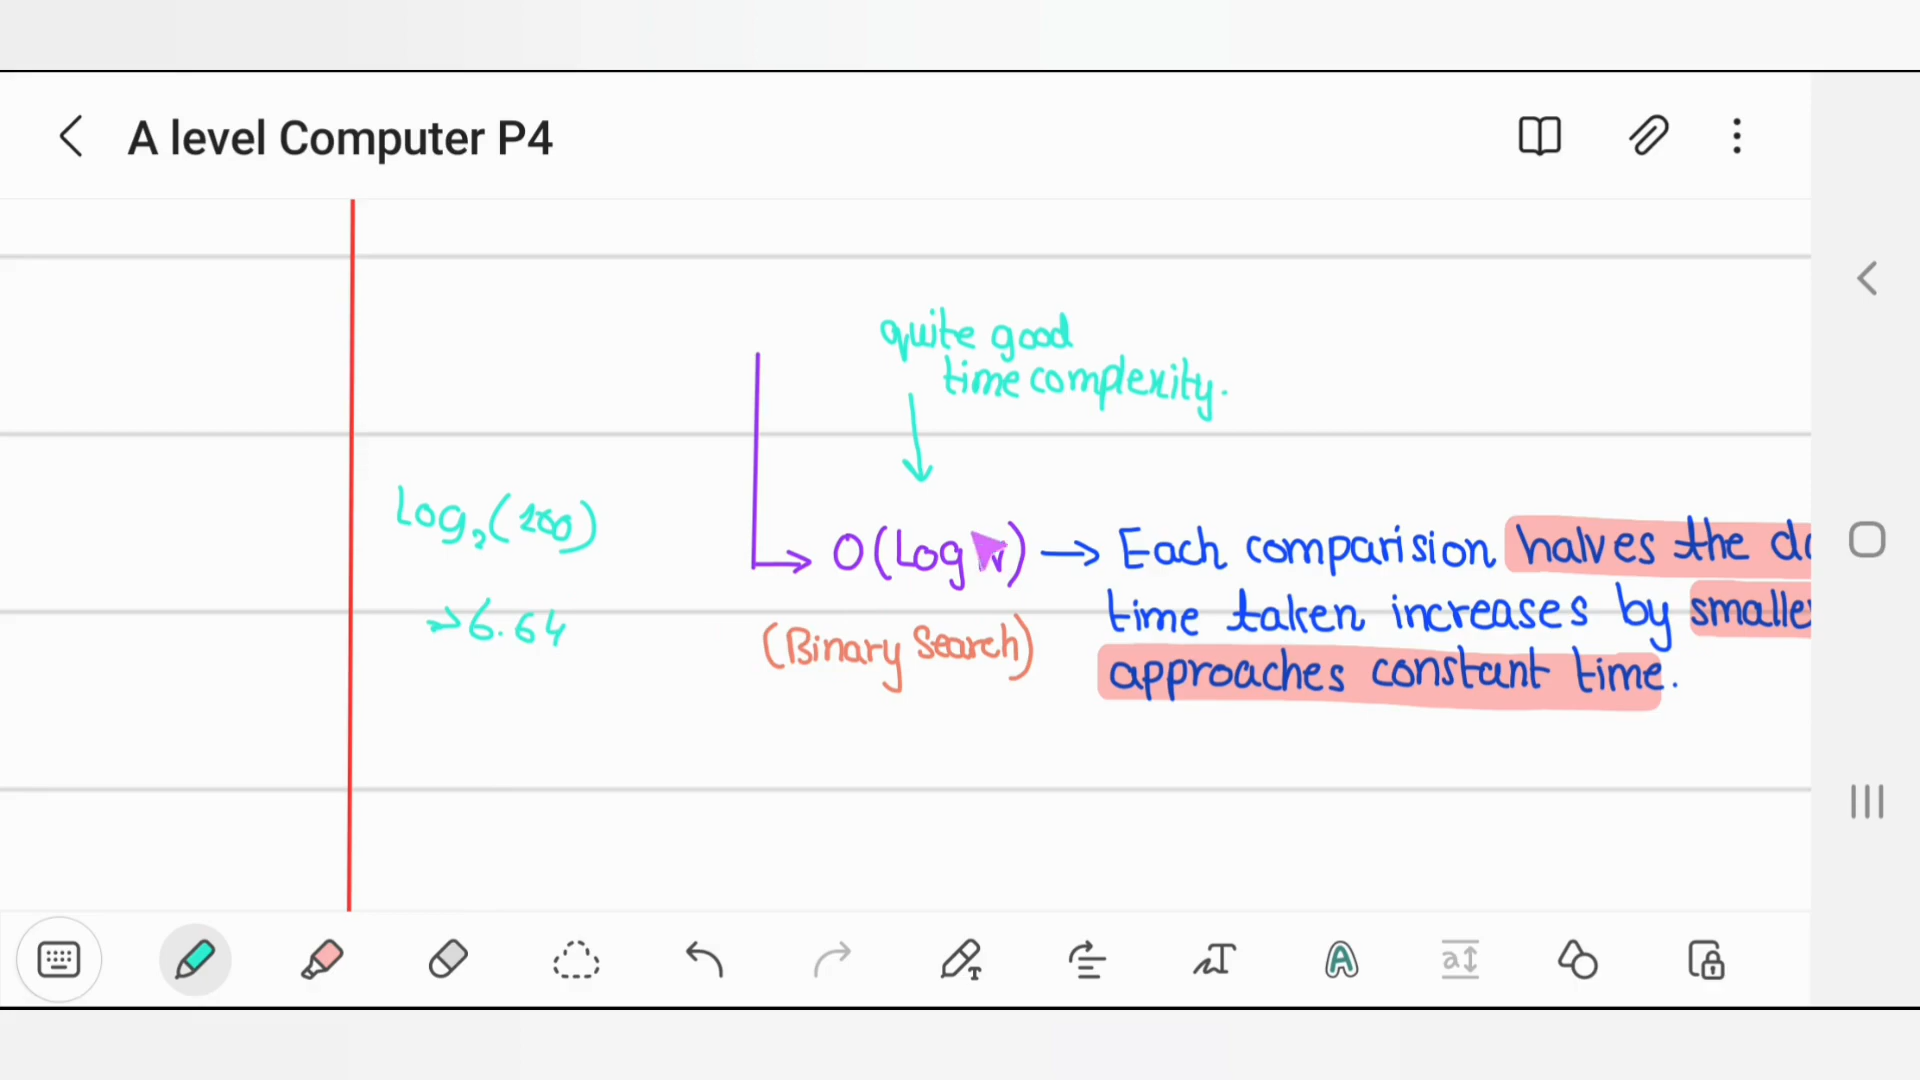 A level Computer P4
quite good
time complexity.
Log₂(100)
→ 6.64
O(Log N) → Each comparision halves the
(Binary Search)
time taken increases by smaller
approaches constant time.